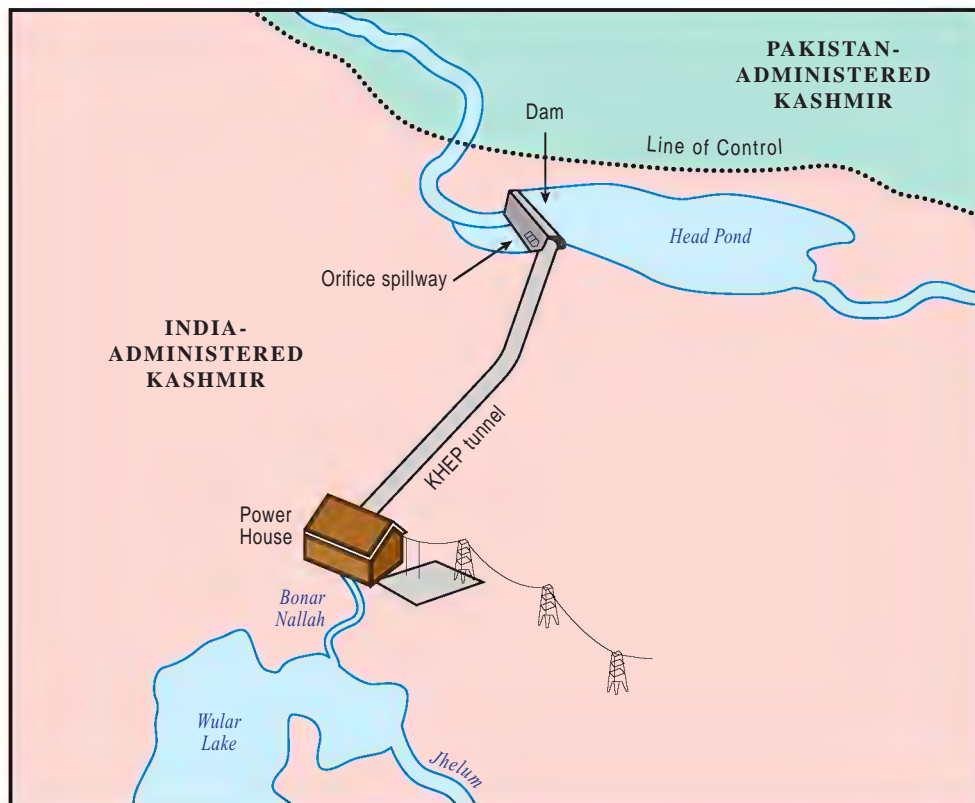 PAKISTAN-
ADMINISTERED
KASHMIR
Dam
Line of Control
Head Pond
Orifice spillway
INDIA-
ADMINISTERED
KASHMIR
KHEP tunnel
Power
House
Bonar
Nallah
Wular
Lake
Jhelum